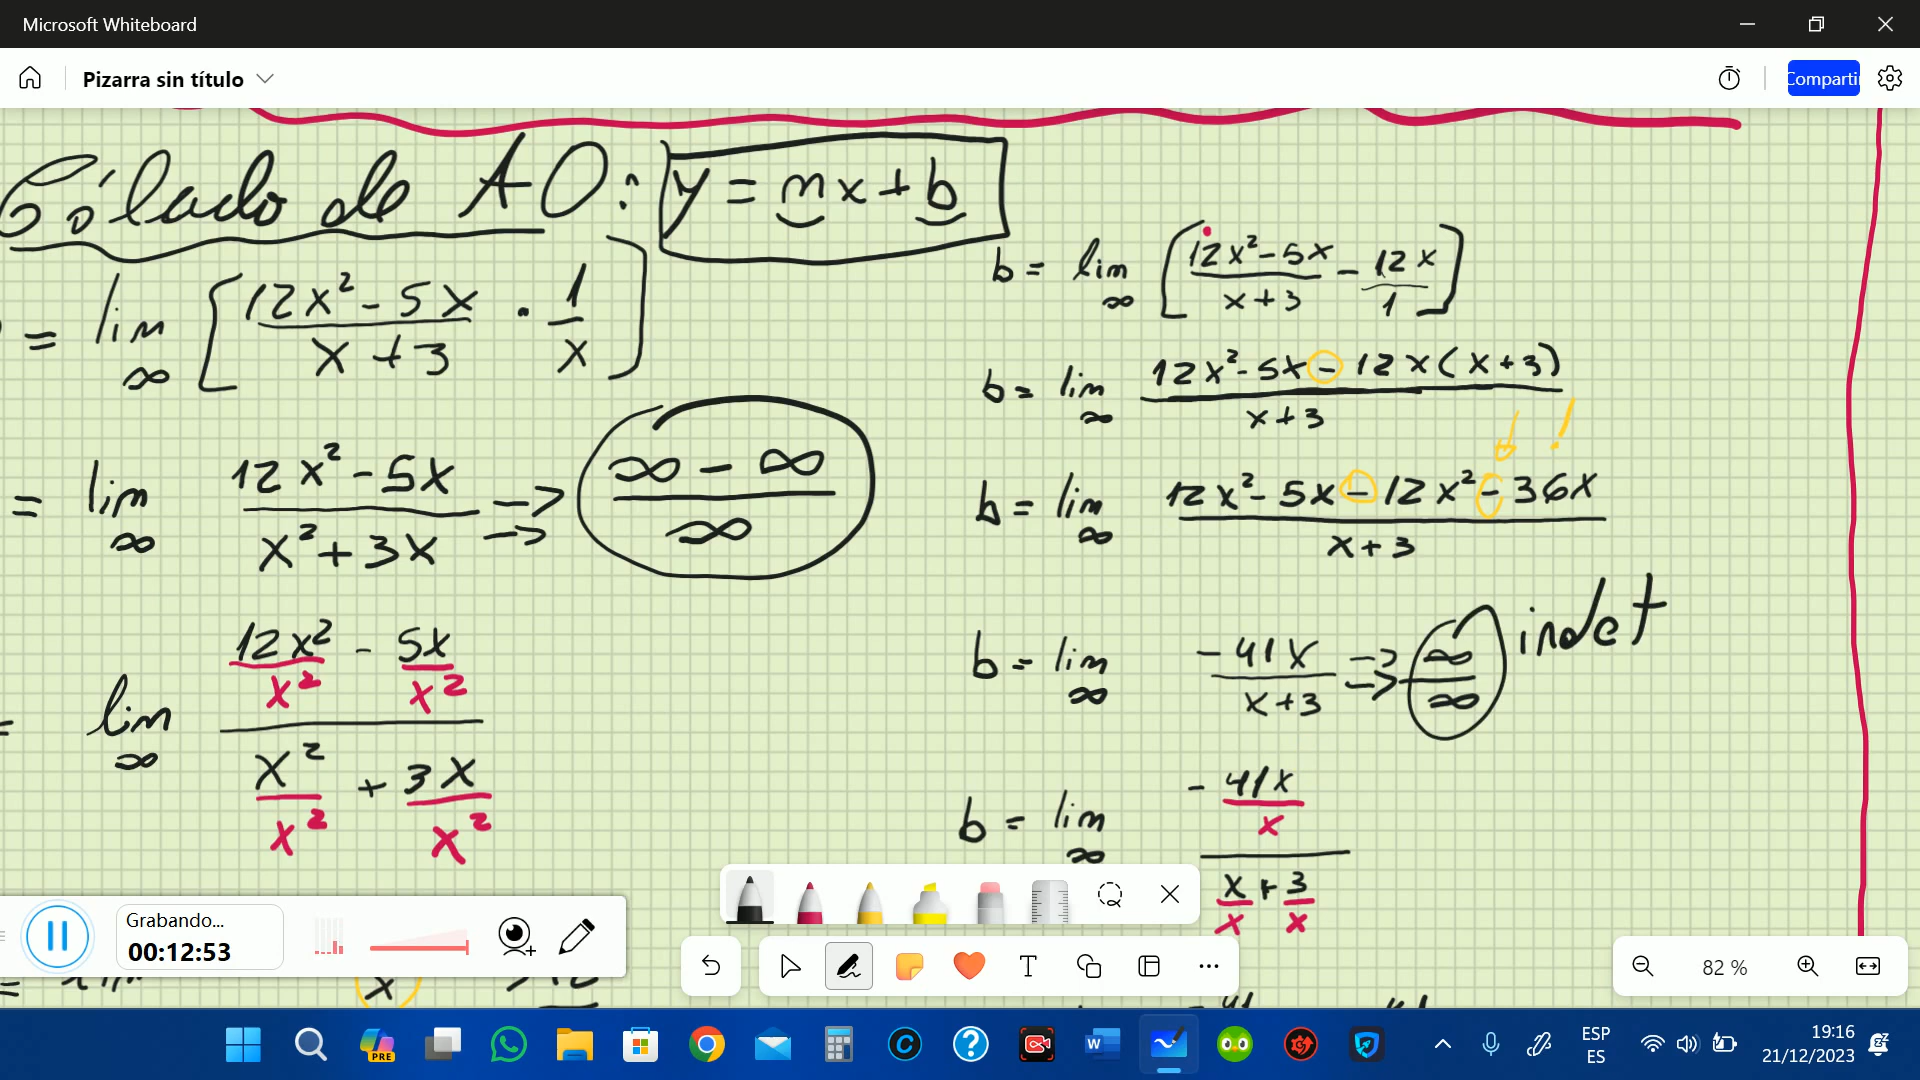 Microsoft Whiteboard
Pizarra sin título
Comparti
Cálculado de AO: y = mx + b
= lim ∞ [12x² - 5x / x + 3 · 1 / x]
= lim ∞ 12x² - 5x / x² + 3x => ∞ - ∞ / ∞
= lim ∞ 12x² / x² - 5x / x² / x² / x² + 3x / x²
b = lim ∞ [12x² - 5x / x + 3 - 12x / 1]
b = lim ∞ 12x² - 5x - 12x (x + 3) / x + 3
!
b = lim ∞ 12x² - 5x - 12x² - 36x / x + 3
b = lim ∞ - 41x / x + 3 => ∞ / ∞ indet
b = lim ∞ - 41x / x / x / x + 3 / x
Grabando...
00:12:53
T
82 %
PRE
W
ESP
ES
19:16
21/12/2023